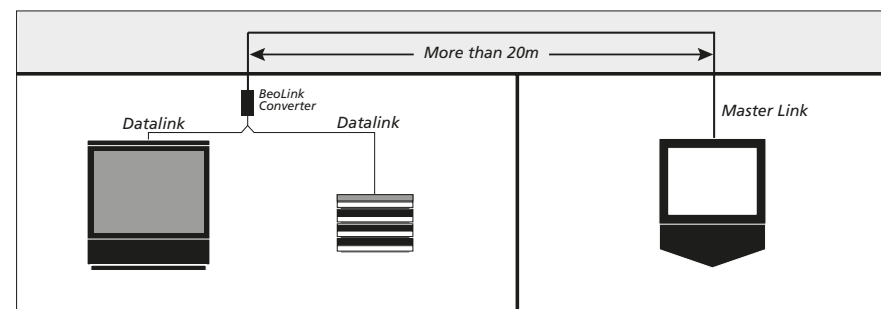 More than 20m
BeoLink
Converter
Datalink
Datalink
Master Link